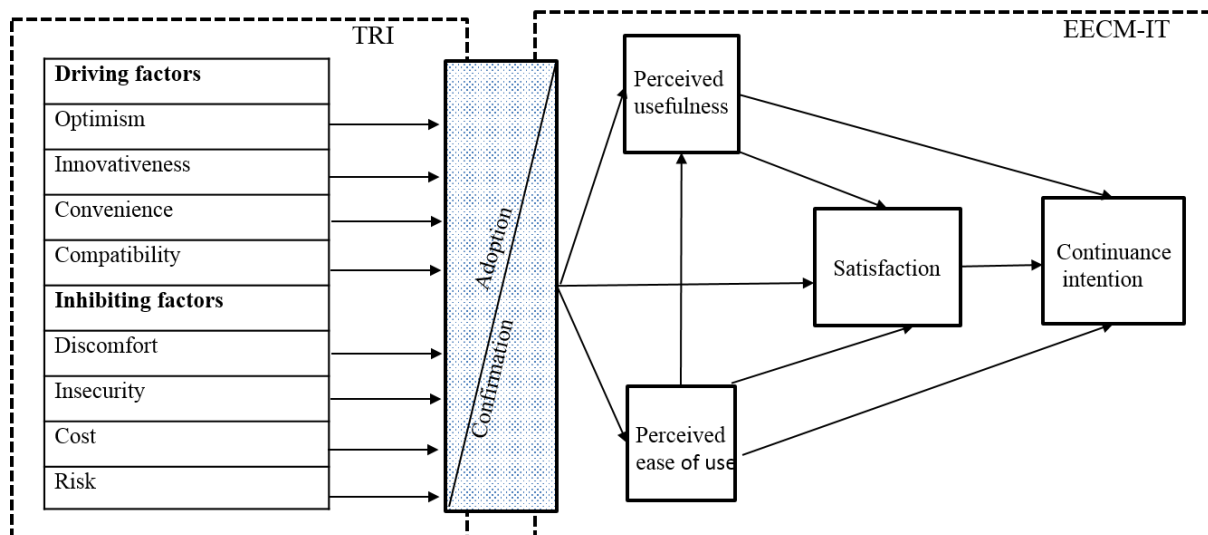 TRI
EECM-IT
Driving factors
Optimism
Innovativeness
Convenience
Compatibility
Inhibiting factors
Discomfort
Insecurity
Cost
Risk
Adoption
Confirmation
Perceived
usefulness
Satisfaction
Continuance
intention
Perceived
ease of use